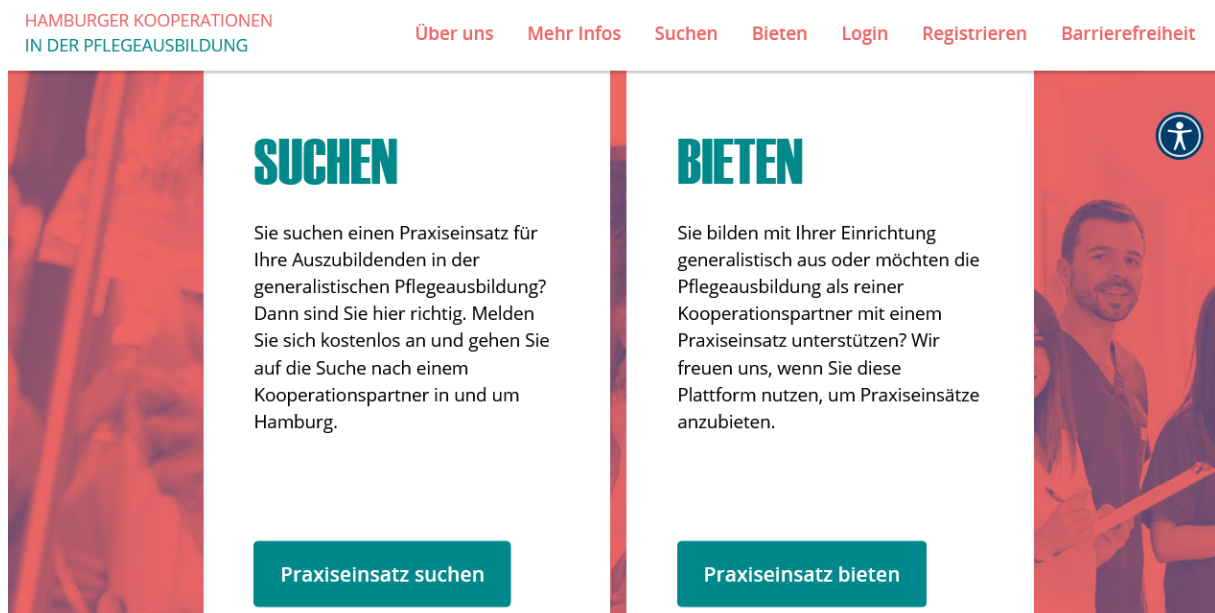 HAMBURGER KOOPERATIONEN
IN DER PFLEGEAUSBILDUNG
Über uns Mehr Infos Suchen Bieten Login Registrieren Barrierefreiheit
SUCHEN
Sie suchen einen Praxiseinsatz für
Ihre Auszubildenden in der
generalistischen Pflegeausbildung?
Dann sind Sie hier richtig. Melden
Sie sich kostenlos an und gehen Sie
auf die Suche nach einem
Kooperationspartner in und um
Hamburg.
Praxiseinsatz suchen
BIETEN
Sie bilden mit Ihrer Einrichtung
generalistisch aus oder möchten die
Pflegeausbildung als reiner
Kooperationspartner mit einem
Praxiseinsatz unterstützen? Wir
freuen uns, wenn Sie diese
Plattform nutzen, um Praxiseinsätze
anzubieten.
Praxiseinsatz bieten